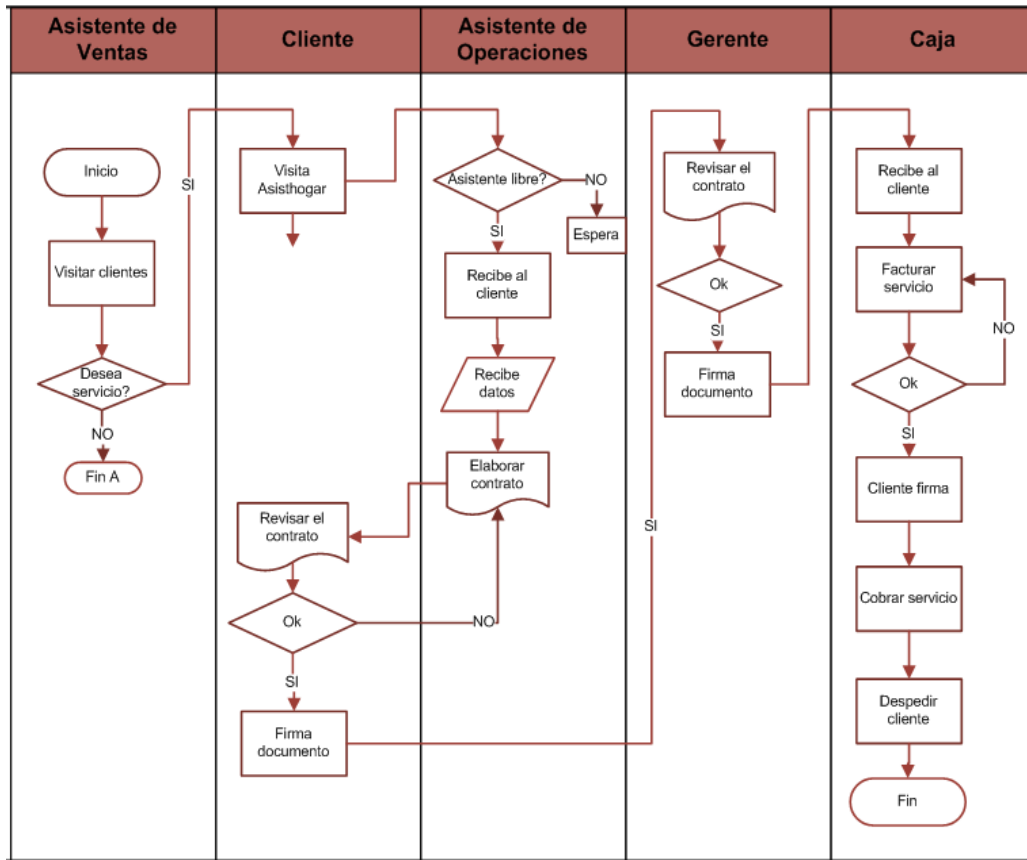 Asistente de
Ventas
Cliente
Asistente de
Operaciones
Gerente
Caja
Inicio
Visitar clientes
Desea
servicio?
SI
NO
Fin A
Visita
Asisthogar
Revisar el
contrato
Ok
NO
SI
Firma
documento
Asistente libre?
NO
Espera
SI
Recibe al
cliente
Recibe
datos
Elaborar
contrato
SI
Revisar el
contrato
Ok
SI
Firma
documento
Recibe al
cliente
Facturar
servicio
NO
Ok
SI
Cliente firma
Cobrar servicio
Despedir
cliente
Fin